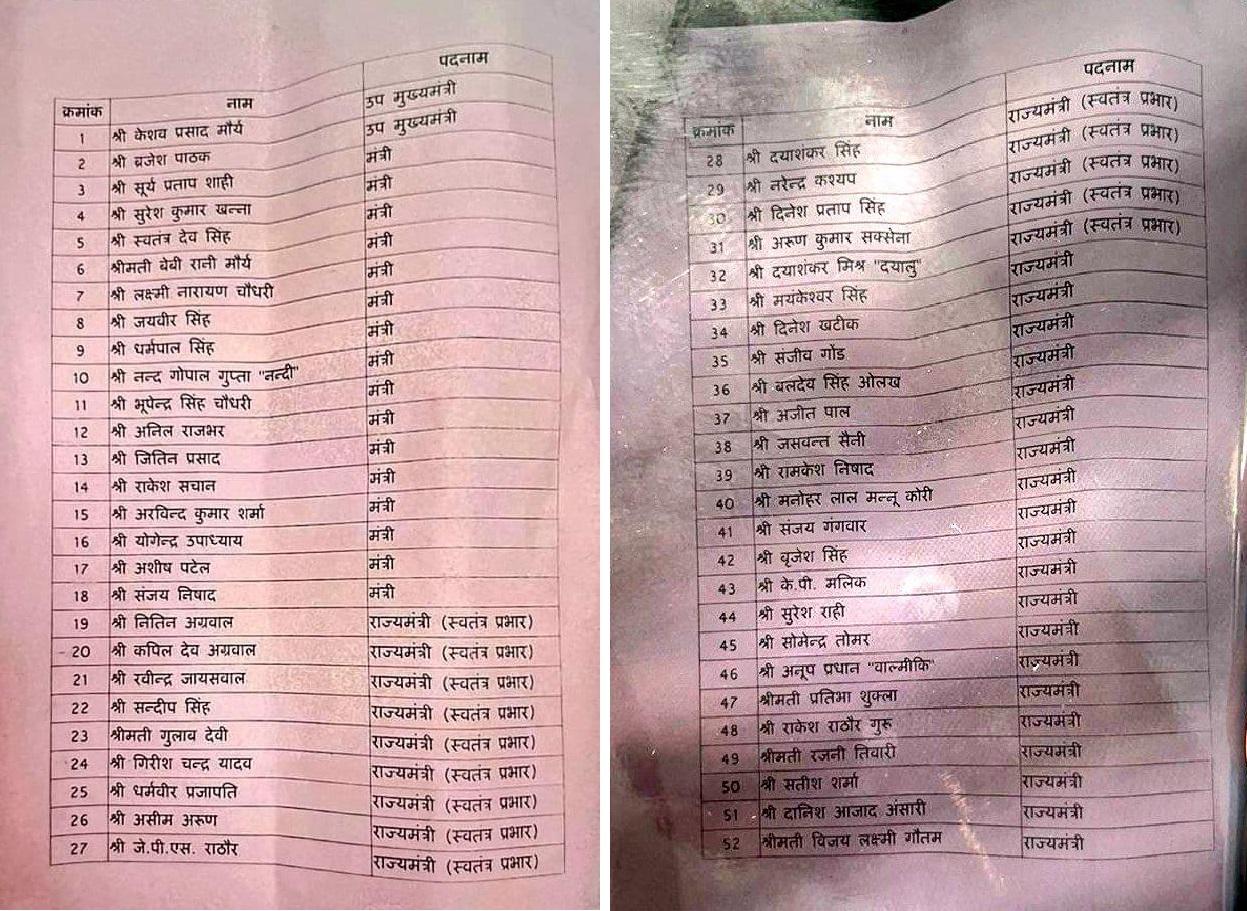 क्रमांक नाम पदनाम
1 श्री केशव प्रसाद मौर्य उप मुख्यमंत्री
2 श्री ब्रजेश पाठक उप मुख्यमंत्री
3 श्री सूर्य प्रताप शाही मंत्री
4 श्री सुरेश कुमार खन्ना मंत्री
5 श्री स्वतंत्र देव सिंह मंत्री
6 श्रीमती बेबी रानी मौर्य मंत्री
7 श्री लक्ष्मी नारायण चौधरी मंत्री
8 श्री जयवीर सिंह मंत्री
9 श्री धर्मपाल सिंह मंत्री
10 श्री नन्द गोपाल गुप्ता "नन्दी" मंत्री
11 श्री भूपेन्द्र सिंह चौधरी मंत्री
12 श्री अनिल राजभर मंत्री
13 श्री जितिन प्रसाद मंत्री
14 श्री राकेश सचान मंत्री
15 श्री अरविन्द कुमार शर्मा मंत्री
16 श्री योगेन्द्र उपाध्याय मंत्री
17 श्री अशीष पटेल मंत्री
18 श्री संजय निषाद मंत्री
19 श्री नितिन अग्रवाल राज्यमंत्री (स्वतंत्र प्रभार)
20 श्री कपिल देव अग्रवाल राज्यमंत्री (स्वतंत्र प्रभार)
21 श्री रवीन्द्र जायसवाल राज्यमंत्री (स्वतंत्र प्रभार)
22 श्री सन्दीप सिंह राज्यमंत्री (स्वतंत्र प्रभार)
23 श्रीमती गुलाब देवी राज्यमंत्री (स्वतंत्र प्रभार)
24 श्री गिरीश चन्द्र यादव राज्यमंत्री (स्वतंत्र प्रभार)
25 श्री धर्मवीर प्रजापति राज्यमंत्री (स्वतंत्र प्रभार)
26 श्री असीम अरुण राज्यमंत्री (स्वतंत्र प्रभार)
27 श्री जे.पी.एस. राठौर राज्यमंत्री (स्वतंत्र प्रभार)
क्रमांक नाम पदनाम
28 श्री दयाशंकर सिंह राज्यमंत्री (स्वतंत्र प्रभार)
29 श्री नरेन्द्र कश्यप राज्यमंत्री (स्वतंत्र प्रभार)
30 श्री दिनेश प्रताप सिंह राज्यमंत्री (स्वतंत्र प्रभार)
31 श्री अरूण कुमार सक्सेना राज्यमंत्री (स्वतंत्र प्रभार)
32 श्री दयाशंकर मिश्र "दयालु" राज्यमंत्री (स्वतंत्र प्रभार)
33 श्री मयंकेश्वर सिंह राज्यमंत्री
34 श्री दिनेश खटीक राज्यमंत्री
35 श्री संजीव गोंड राज्यमंत्री
36 श्री बलदेव सिंह ओलख राज्यमंत्री
37 श्री अजीत पाल राज्यमंत्री
38 श्री जसवन्त सैनी राज्यमंत्री
39 श्री रामकेश निषाद राज्यमंत्री
40 श्री मनोहर लाल मन्नू कोरी राज्यमंत्री
41 श्री संजय गंगवार राज्यमंत्री
42 श्री बृजेश सिंह राज्यमंत्री
43 श्री के.पी. मलिक राज्यमंत्री
44 श्री सुरेश राही राज्यमंत्री
45 श्री सोमेन्द्र तोमर राज्यमंत्री
46 श्री अनूप प्रधान "वाल्मीकि" राज्यमंत्री
47 श्रीमती प्रतिभा शुक्ला राज्यमंत्री
48 श्री राकेश राठौर गुरू राज्यमंत्री
49 श्रीमती रजनी तिवारी राज्यमंत्री
50 श्री सतीश शर्मा राज्यमंत्री
51 श्री दानिश आजाद अंसारी राज्यमंत्री
52 श्रीमती विजय लक्ष्मी गौतम राज्यमंत्री